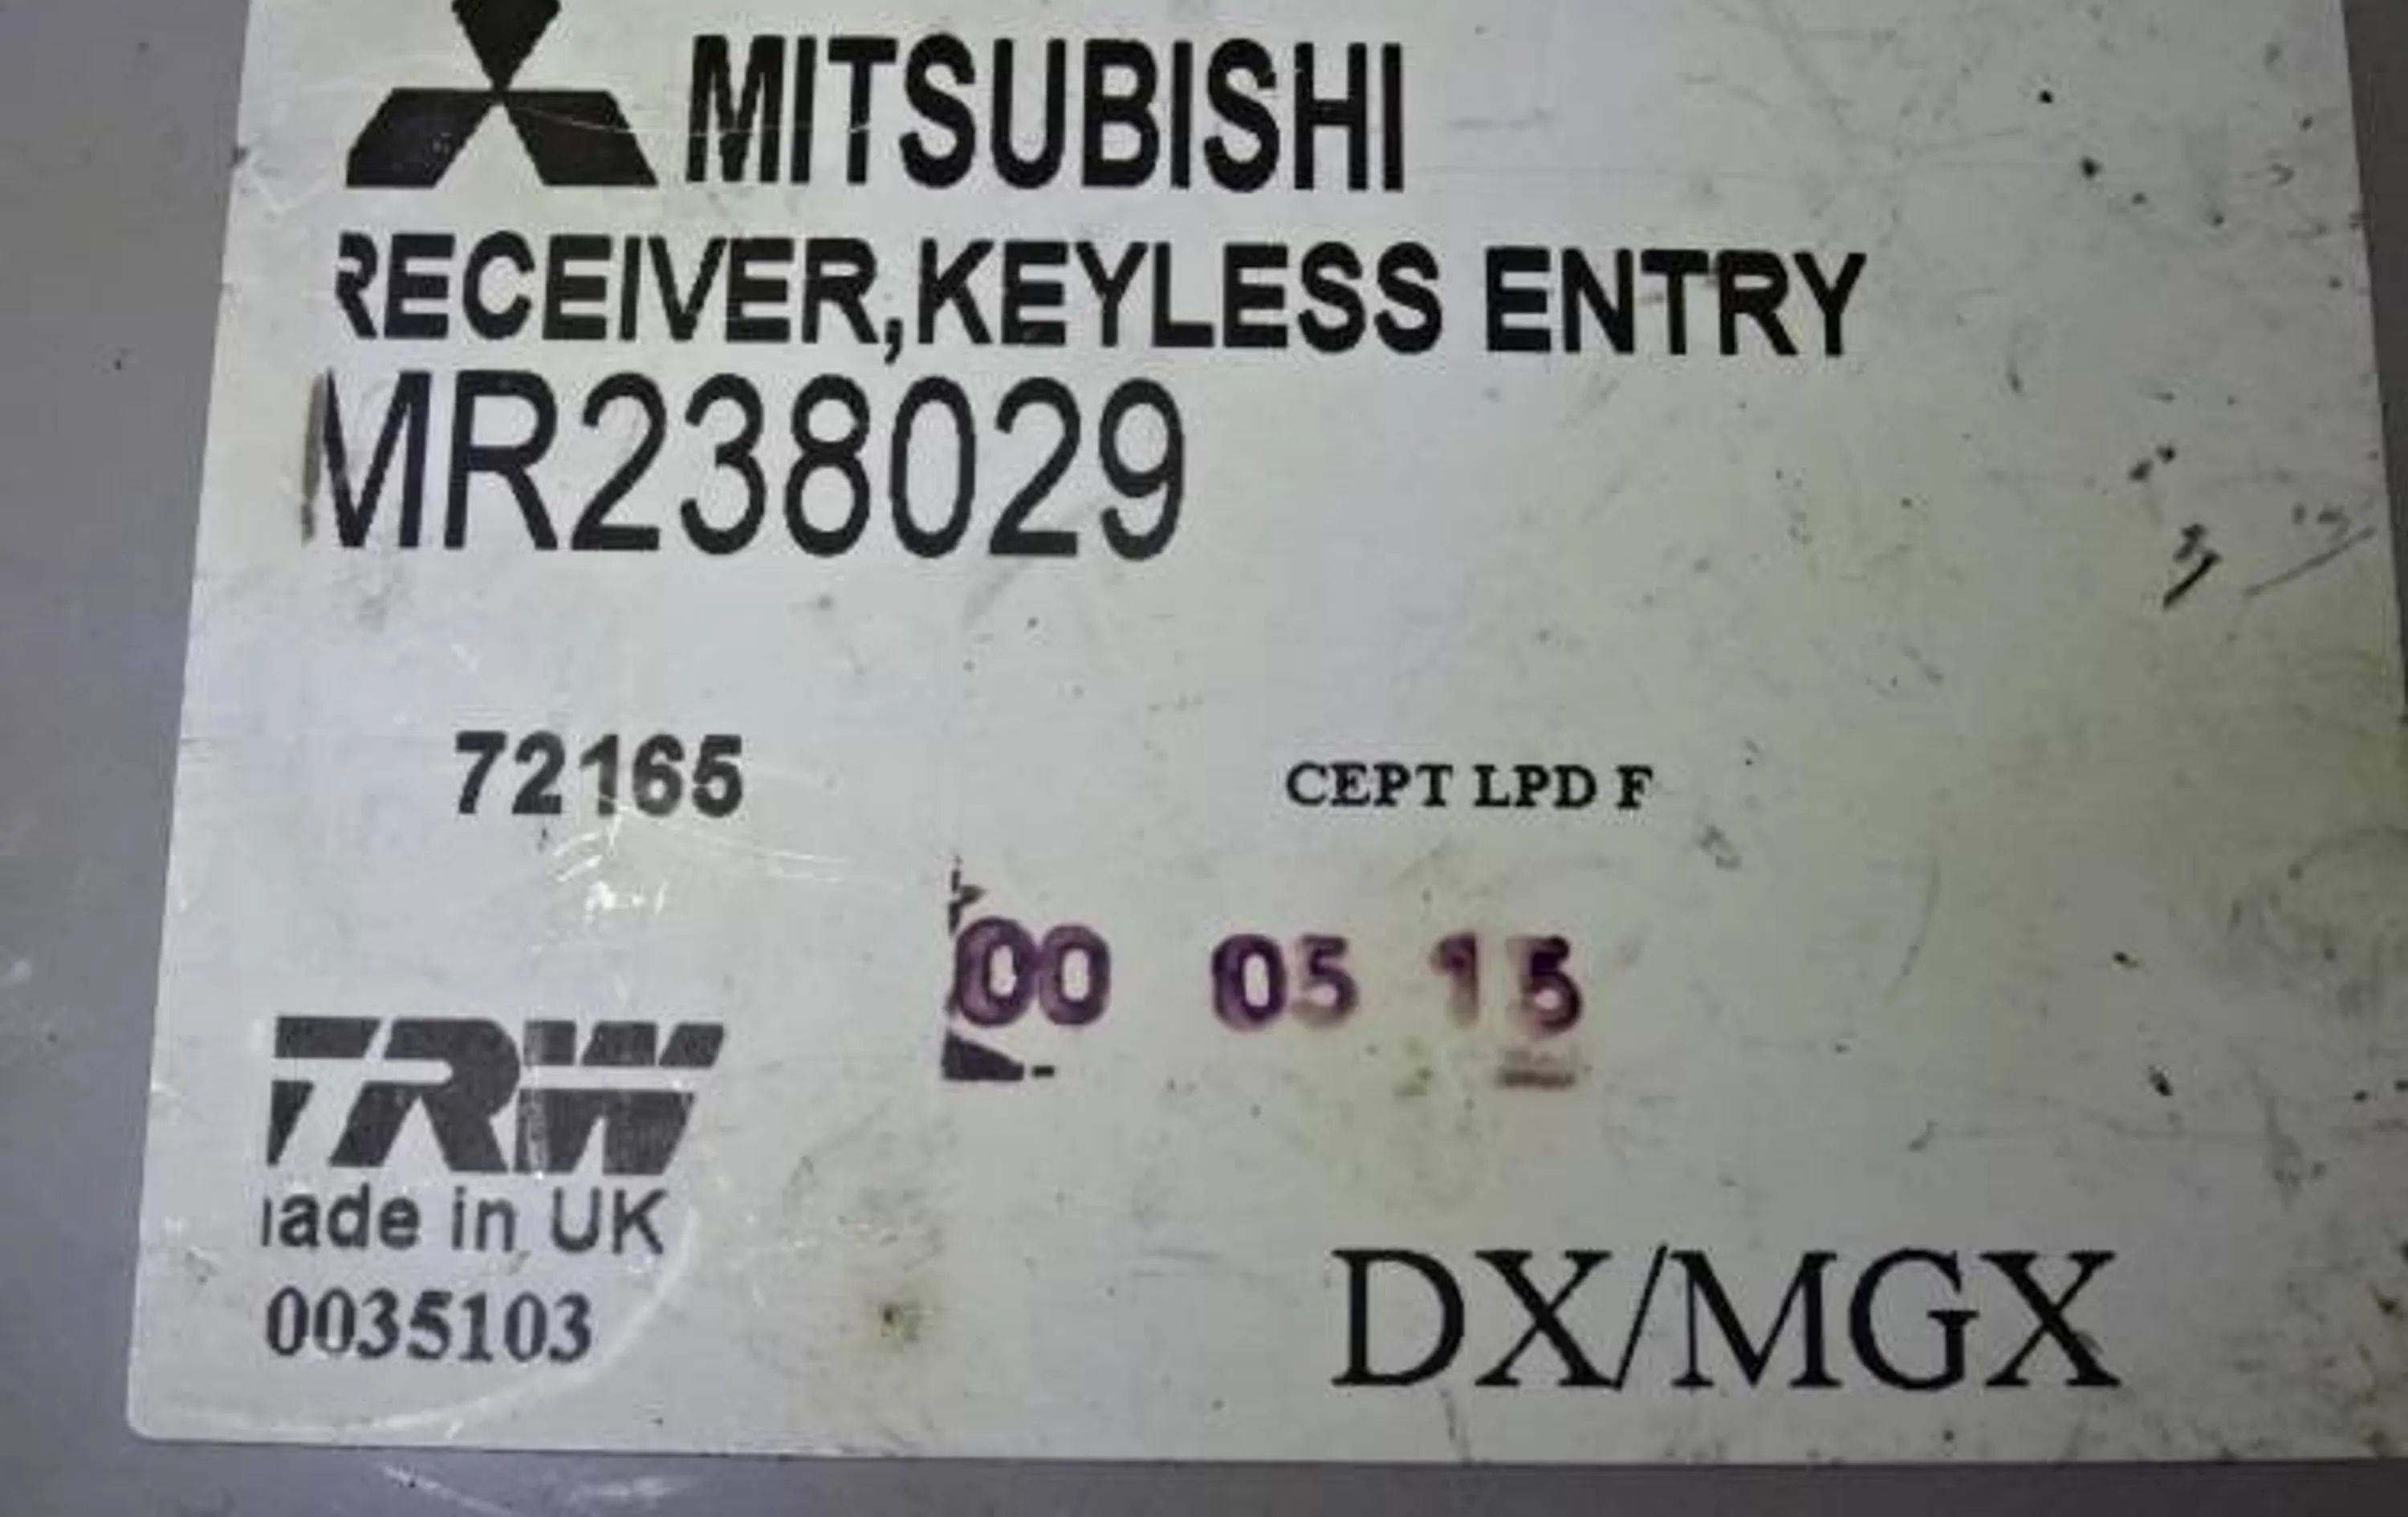 MITSUBISHI
RECEIVER,KEYLESS ENTRY
MR238029
72165
CEPT LPD F
00 05 15
TRW
ade in UK
0035103
DX/MGX